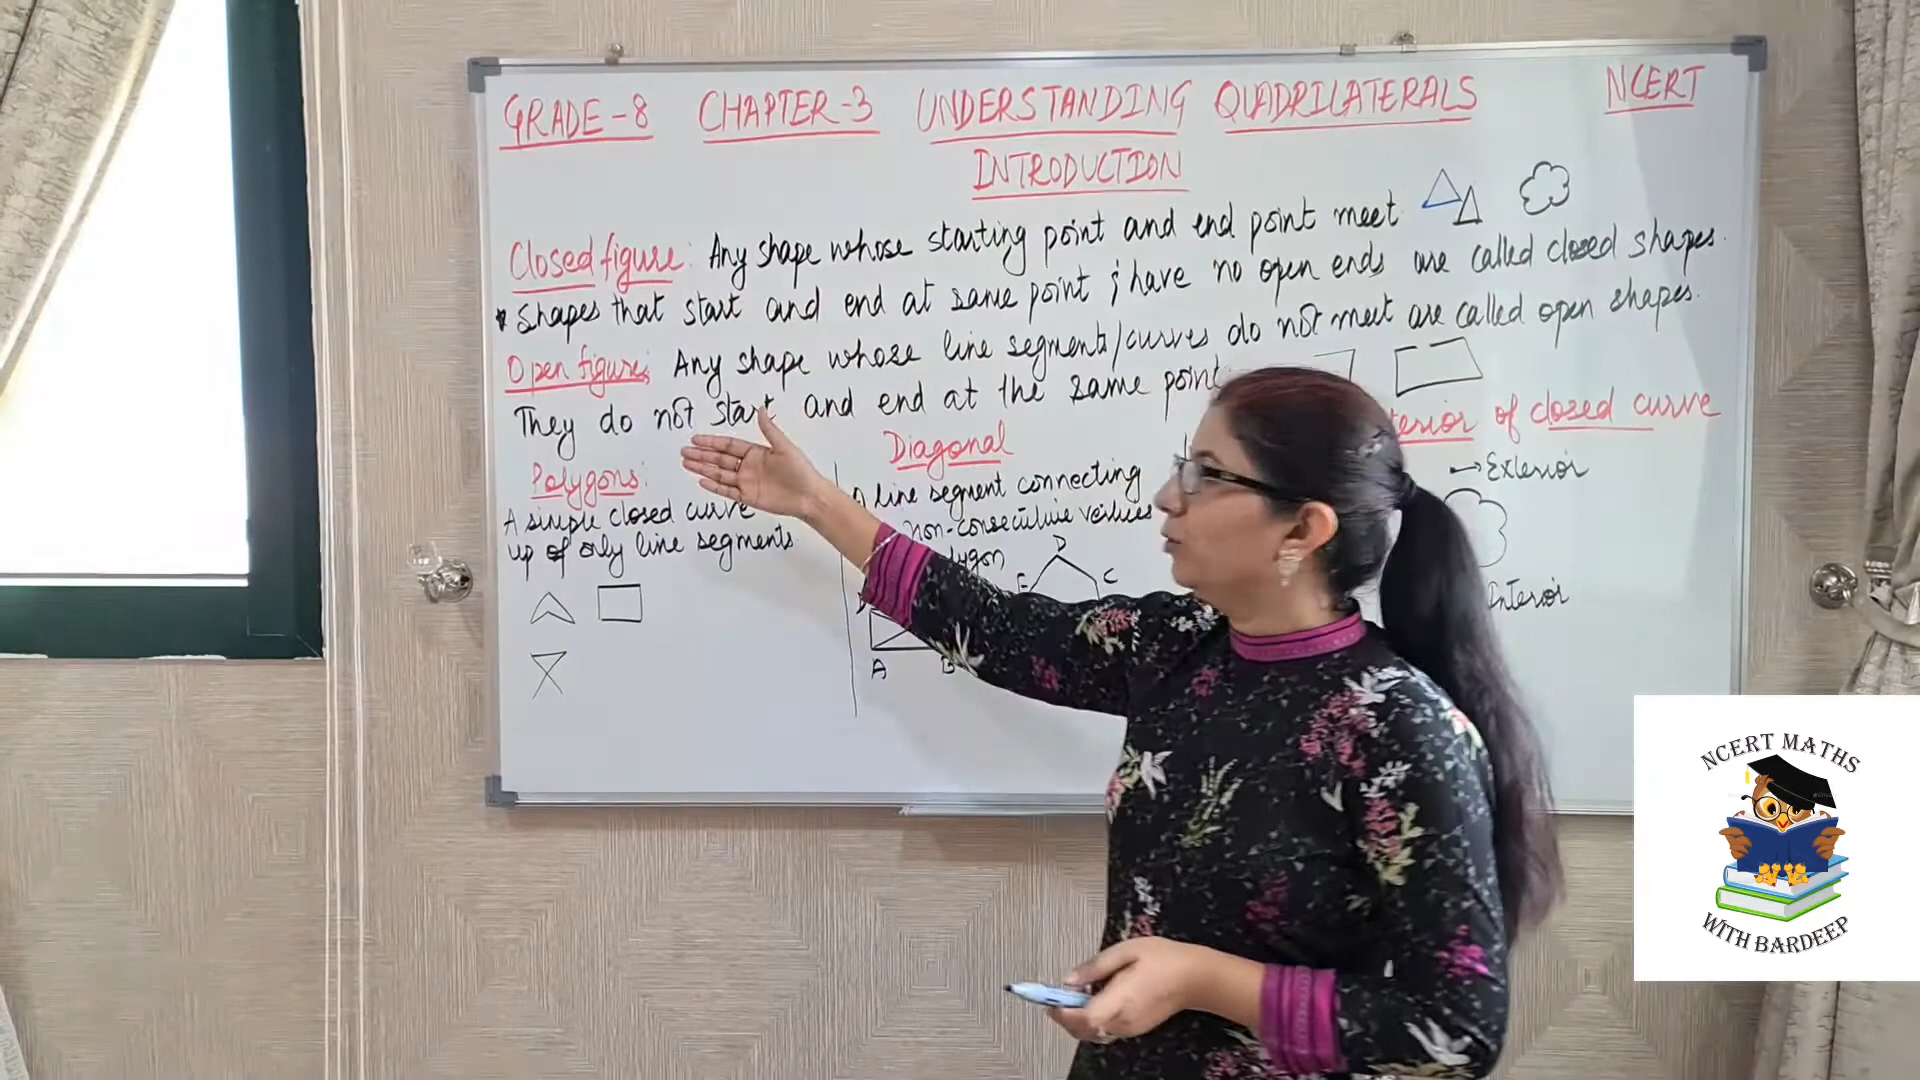 GRADE-8 CHAPTER-3 UNDERSTANDING QUADRILATERALS NCERT
INTRODUCTION
Closed figure: Any shape whose starting point and end point meet
Shapes that start and end at same point ; have no open ends are called closed shapes.
Open figure: Any shape whose line segments/curves do not meet are called open shapes.
They do not start and end at the same point
Polygons:
A simple closed curve
up of only line segments.
Diagonal
line segment connecting
non-consecutive vertices
D
E C
A B
of closed curve
Exterior
Interior
NCERT MATHS
WITH BARDEEP